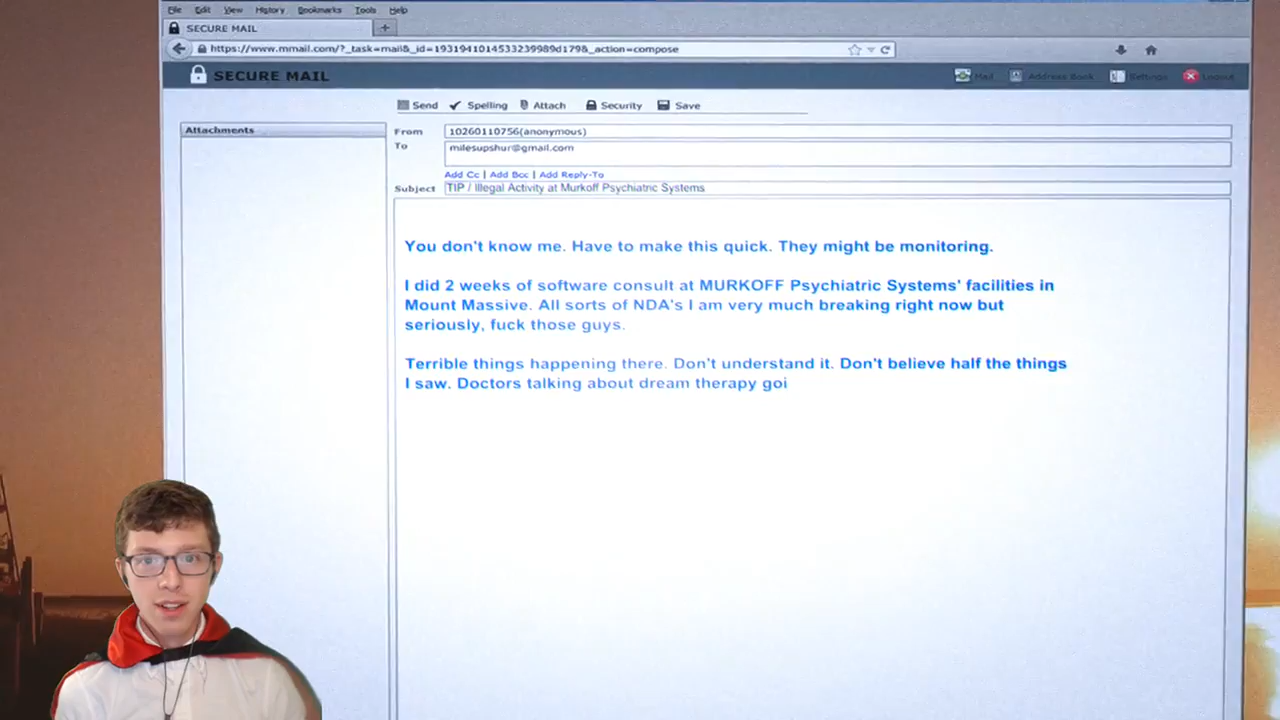 File Edit View History Bookmarks Tools Help
SECURE MAIL
https://www.mmail.com/?_task=mail&_id=1931941014533239989d179&_action=compose
SECURE MAIL
Mail Address Book Settings Logout
Send Spelling Attach Security Save
Attachments
From 10260110756(anonymous)
To milesupshur@gmail.com
Add Cc | Add Bcc | Add Reply-To
Subject TIP / Illegal Activity at Murkoff Psychiatric Systems
You don't know me. Have to make this quick. They might be monitoring.
I did 2 weeks of software consult at MURKOFF Psychiatric Systems' facilities in
Mount Massive. All sorts of NDA's I am very much breaking right now but
seriously, fuck those guys.
Terrible things happening there. Don't understand it. Don't believe half the things
I saw. Doctors talking about dream therapy goi